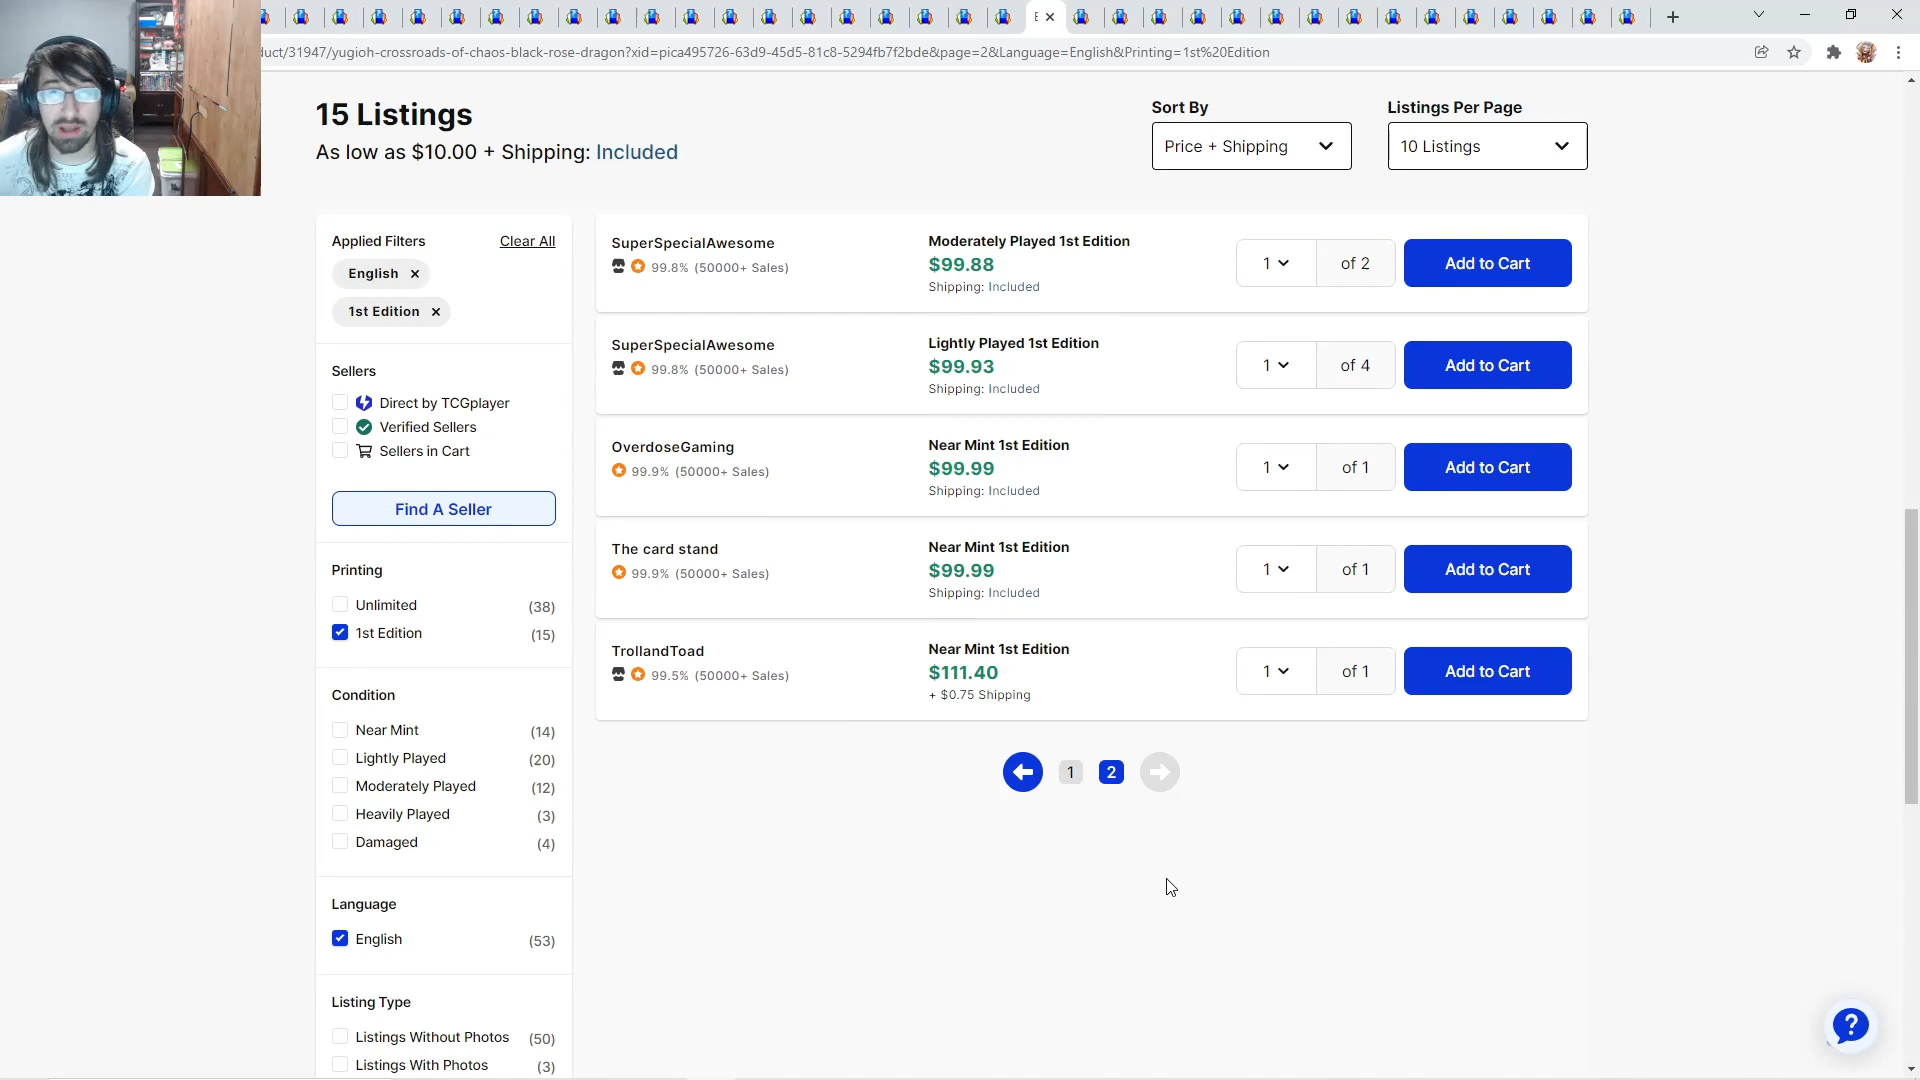 duct/31947/yugioh-crossroads-of-chaos-black-rose-dragon?xid=pica495726-63d9-45d5-81c8-5294fb7f2bde&page=2&Language=English&Printing=1st%20Edition
15 Listings
As low as $10.00 + Shipping: Included
Sort By
Price + Shipping
Listings Per Page
10 Listings
Applied Filters
Clear All
English
1st Edition
Sellers
Direct by TCGplayer
Verified Sellers
Sellers in Cart
Find A Seller
Printing
Unlimited (38)
1st Edition (15)
Condition
Near Mint (14)
Lightly Played (20)
Moderately Played (12)
Heavily Played (3)
Damaged (4)
Language
English (53)
Listing Type
Listings Without Photos (50)
Listings With Photos (3)
SuperSpecialAwesome
99.8% (50000+ Sales)
Moderately Played 1st Edition
$99.88
Shipping: Included
1 of 2
Add to Cart
SuperSpecialAwesome
99.8% (50000+ Sales)
Lightly Played 1st Edition
$99.93
Shipping: Included
1 of 4
Add to Cart
OverdoseGaming
99.9% (50000+ Sales)
Near Mint 1st Edition
$99.99
Shipping: Included
1 of 1
Add to Cart
The card stand
99.9% (50000+ Sales)
Near Mint 1st Edition
$99.99
Shipping: Included
1 of 1
Add to Cart
TrollandToad
99.5% (50000+ Sales)
Near Mint 1st Edition
$111.40
+ $0.75 Shipping
1 of 1
Add to Cart
1 2
?